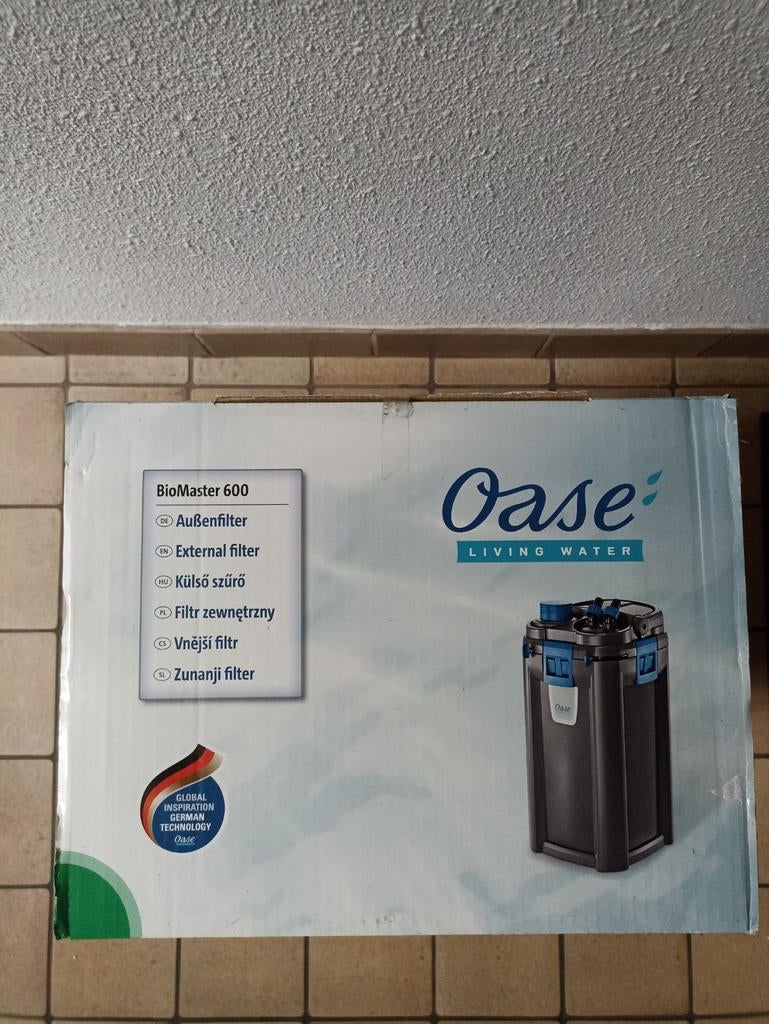 BioMaster 600
DE Außenfilter
EN External filter
HU Külső szűrő
PL Filtr zewnętrzny
CS Vnější filtr
SL Zunanji filter
Oase
LIVING WATER
Oase
GLOBAL
INSPIRATION
GERMAN
TECHNOLOGY
Oase